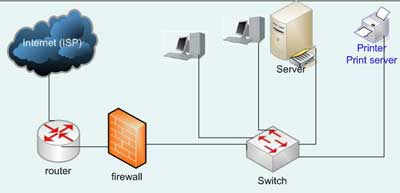 Internet (ISP)
Server
Printer
Print server
router
firewall
Switch